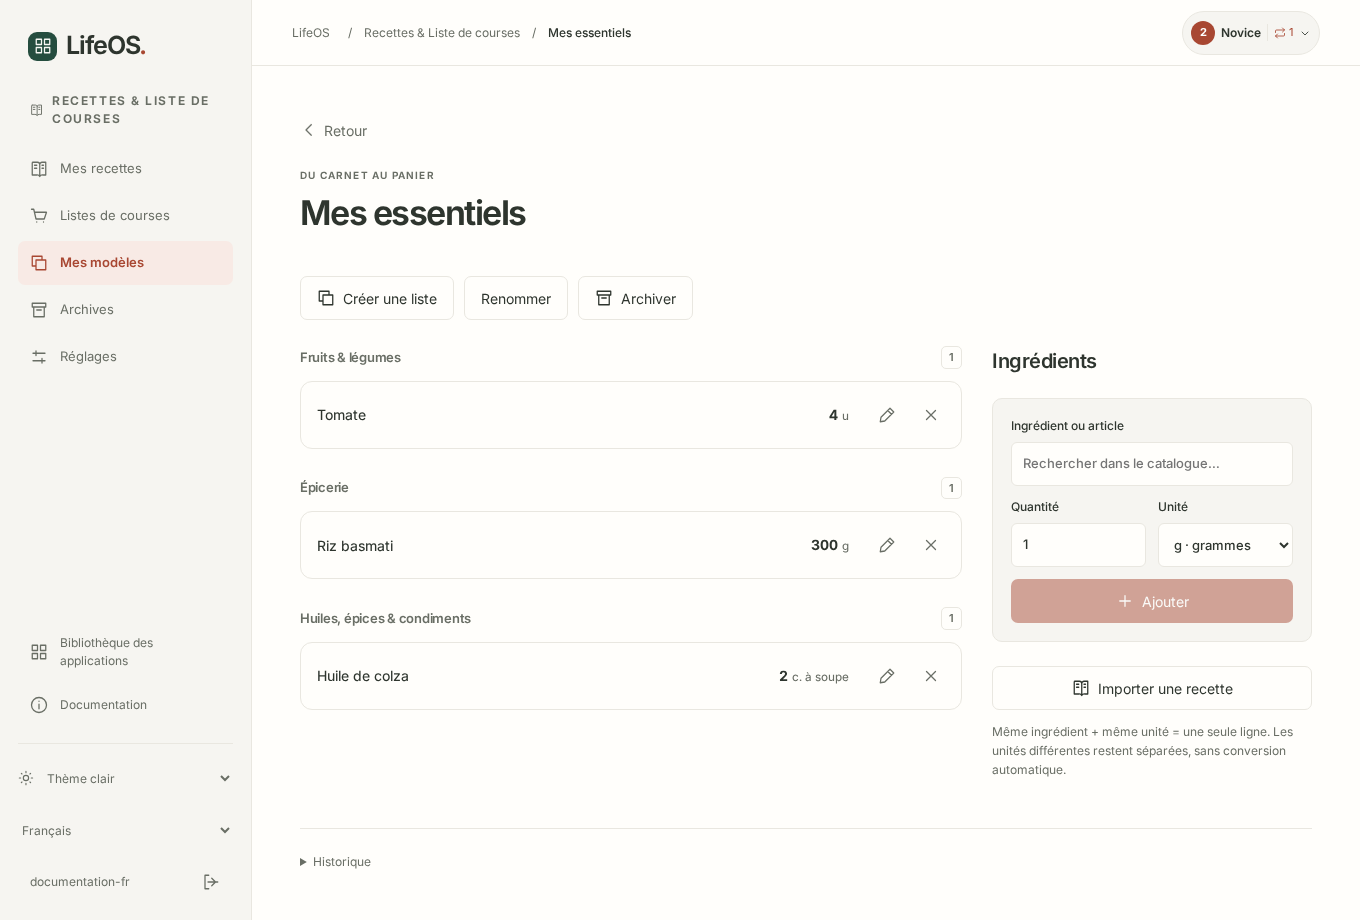 LifeOS.
RECETTES & LISTE DE
COURSES
Mes recettes
Listes de courses
Mes modèles
Archives
Réglages
Bibliothèque des
applications
Documentation
Thème clair
Français
documentation-fr
LifeOS / Recettes & Liste de courses / Mes essentiels
2 Novice 1
Retour
DU CARNET AU PANIER
Mes essentiels
Créer une liste
Renommer
Archiver
Fruits & légumes 1
Tomate 4 u
Épicerie 1
Riz basmati 300 g
Huiles, épices & condiments 1
Huile de colza 2 c. à soupe
Ingrédients
Ingrédient ou article
Rechercher dans le catalogue...
Quantité Unité
1 g · grammes
Ajouter
Importer une recette
Même ingrédient + même unité = une seule ligne. Les
unités différentes restent séparées, sans conversion
automatique.
Historique